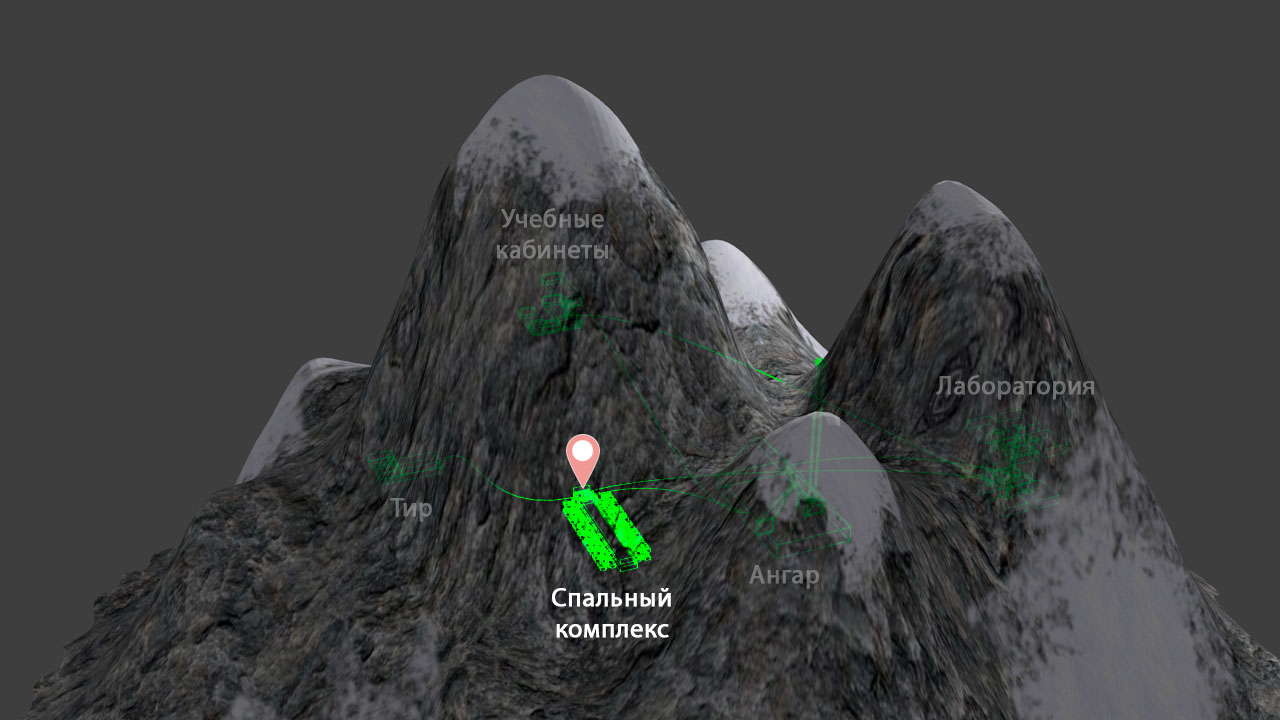 Учебные
кабинеты
Лаборатория
Тир
Ангар
Спальный
комплекс